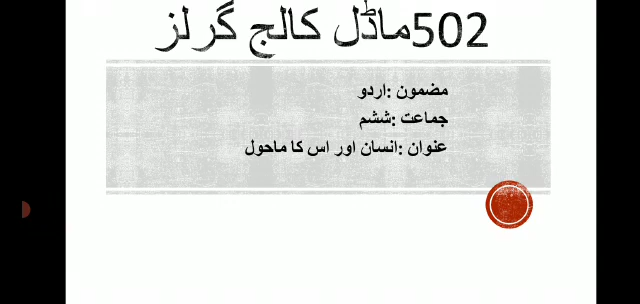 502ماڈل کالج گرلز
مضمون :اردو
جماعت :ششم
عنوان :انسان اور اس کا ماحول